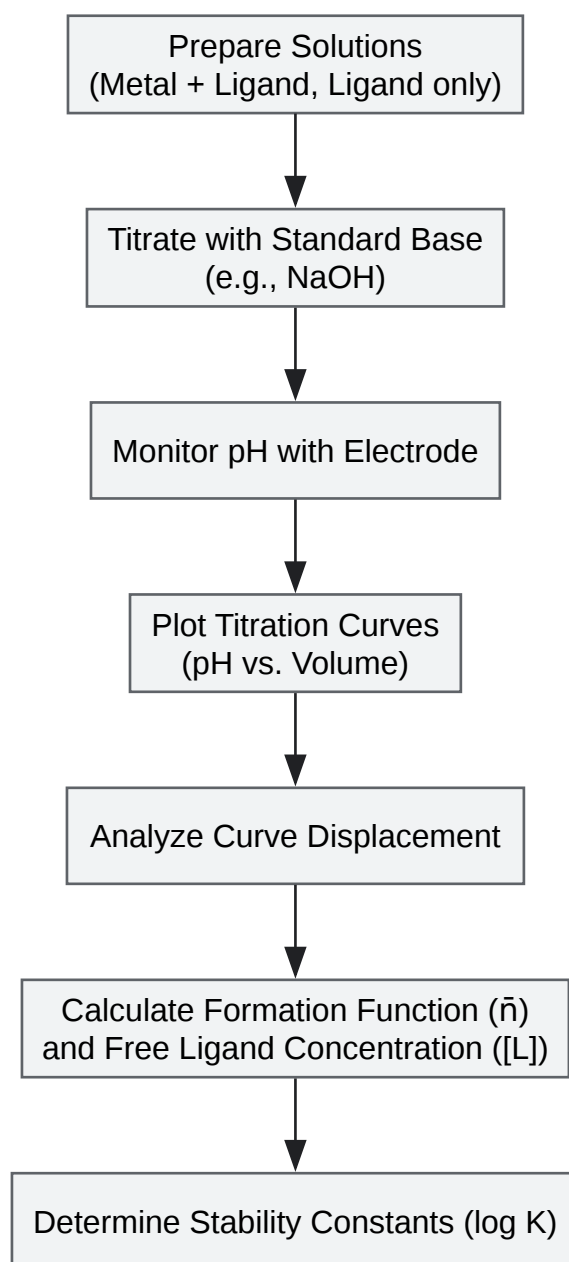 Prepare Solutions
(Metal + Ligand, Ligand only)
Titrate with Standard Base
(e.g., NaOH)
Monitor pH with Electrode
Plot Titration Curves
(pH vs. Volume)
Analyze Curve Displacement
Calculate Formation Function (n̄)
and Free Ligand Concentration ([L])
Determine Stability Constants (log K)